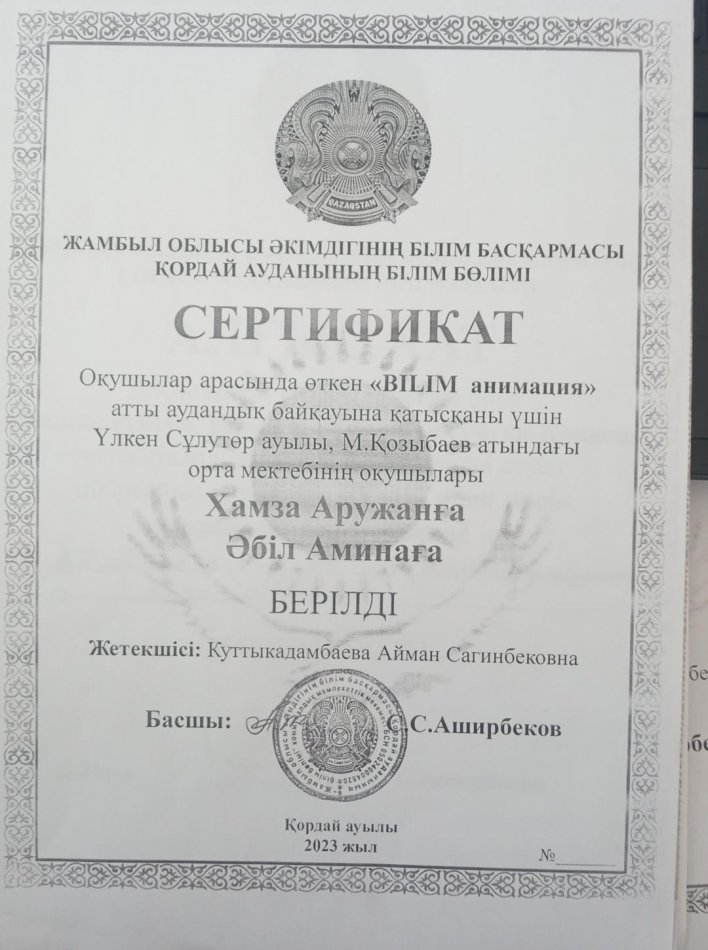 QAZAQSTAN
ЖАМБЫЛ ОБЛЫСЫ ӘКІМДІГІНІҢ БІЛІМ БАСҚАРМАСЫ
ҚОРДАЙ АУДАНЫНЫҢ БІЛІМ БӨЛІМІ
СЕРТИФИКАТ
Оқушылар арасында өткен «BILIM анимация»
атты аудандық байқауына қатысқаны үшін
Үлкен Сұлутөр ауылы, М.Қозыбаев атындағы
орта мектебінің оқушылары
Хамза Аружанға
Әбіл Аминаға
БЕРІЛДІ
Жетекшісі: Куттыкадамбаева Айман Сагинбековна
Басшы: С.С.Аширбеков
Қордай ауылы
2023 жыл
№